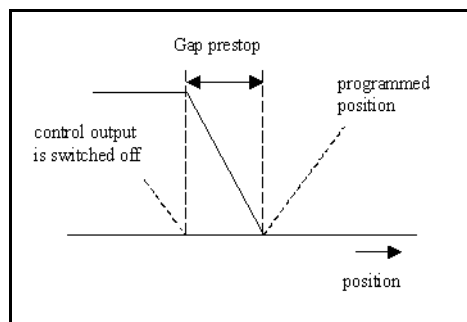 Gap prestop
programmed
position
control output
is switched off
position